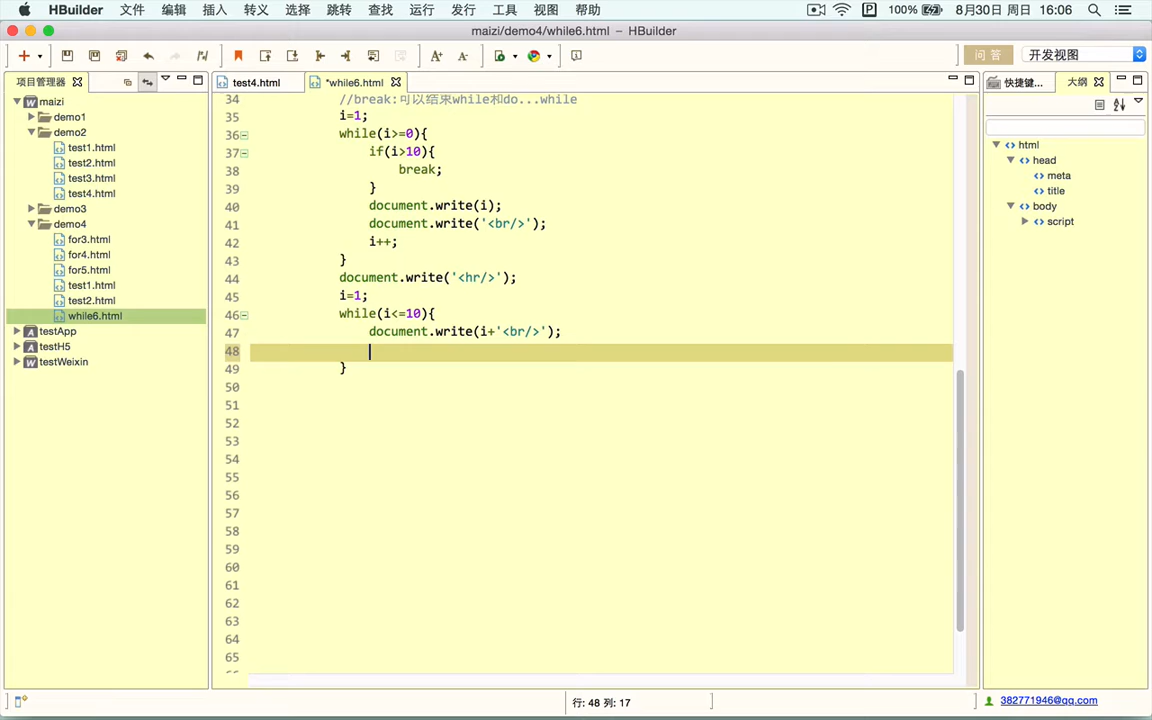 HBuilder 文件 编辑 插入 转义 选择 跳转 查找 运行 发行 工具 视图 帮助 100% 8月30日 周日 16:06
maizi/demo4/while6.html – HBuilder
问 答 开发视图
项目管理器
test4.html *while6.html
快捷键... 大纲
maizi
demo1
demo2
test1.html
test2.html
test3.html
test4.html
demo3
demo4
for3.html
for4.html
for5.html
test1.html
test2.html
while6.html
testApp
testH5
testWeixin
34 //break:可以结束while和do...while
35 i=1;
36 while(i>=0){
37 if(i>10){
38 break;
39 }
40 document.write(i);
41 document.write('<br/>');
42 i++;
43 }
44 document.write('<hr/>');
45 i=1;
46 while(i<=10){
47 document.write(i+'<br/>');
48
49 }
50
51
52
53
54
55
56
57
58
59
60
61
62
63
64
65
html
head
meta
title
body
script
行: 48 列: 17
382771946@qq.com